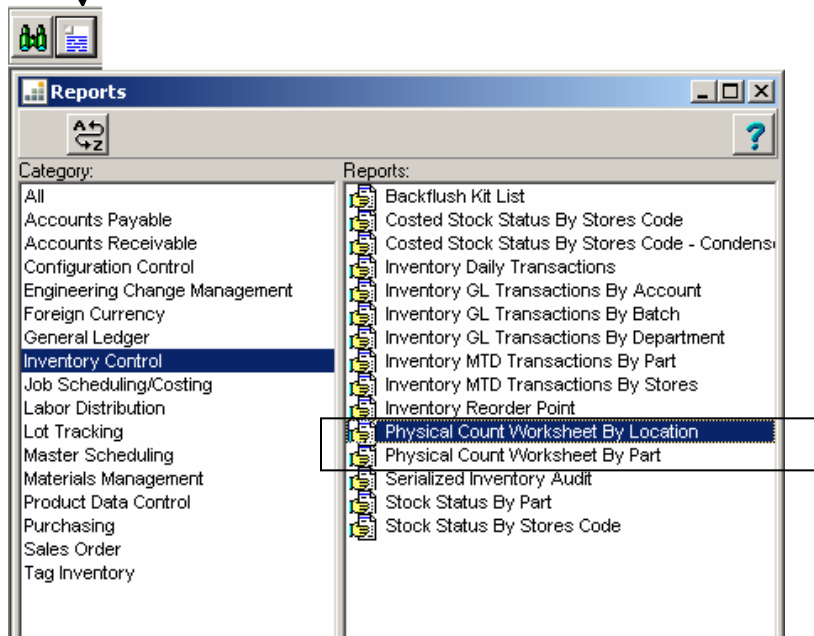 Reports
A
Z
?
Category:
All
Accounts Payable
Accounts Receivable
Configuration Control
Engineering Change Management
Foreign Currency
General Ledger
Inventory Control
Job Scheduling/Costing
Labor Distribution
Lot Tracking
Master Scheduling
Materials Management
Product Data Control
Purchasing
Sales Order
Tag Inventory
Reports:
Backflush Kit List
Costed Stock Status By Stores Code
Costed Stock Status By Stores Code - Condens
Inventory Daily Transactions
Inventory GL Transactions By Account
Inventory GL Transactions By Batch
Inventory GL Transactions By Department
Inventory MTD Transactions By Part
Inventory MTD Transactions By Stores
Inventory Reorder Point
Physical Count Worksheet By Location
Physical Count Worksheet By Part
Serialized Inventory Audit
Stock Status By Part
Stock Status By Stores Code